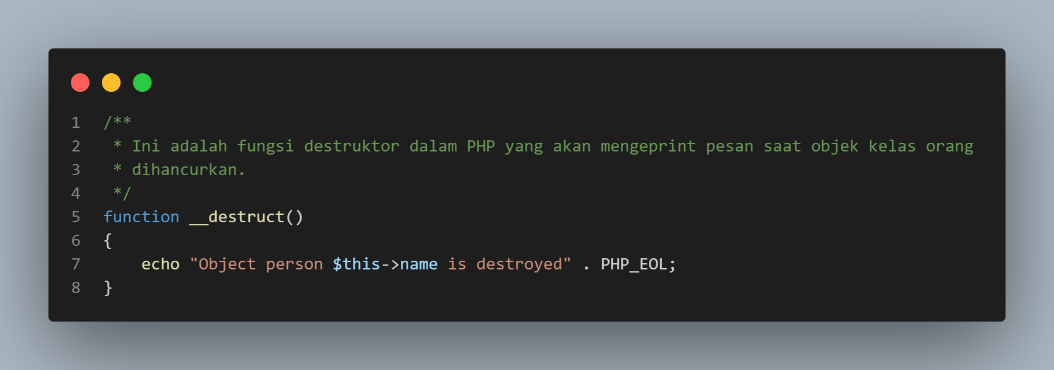 1 /**
2  * Ini adalah fungsi destruktor dalam PHP yang akan mengeprint pesan saat objek kelas orang
3  * dihancurkan.
4  */
5 function __destruct()
6 {
7     echo "Object person $this->name is destroyed" . PHP_EOL;
8 }